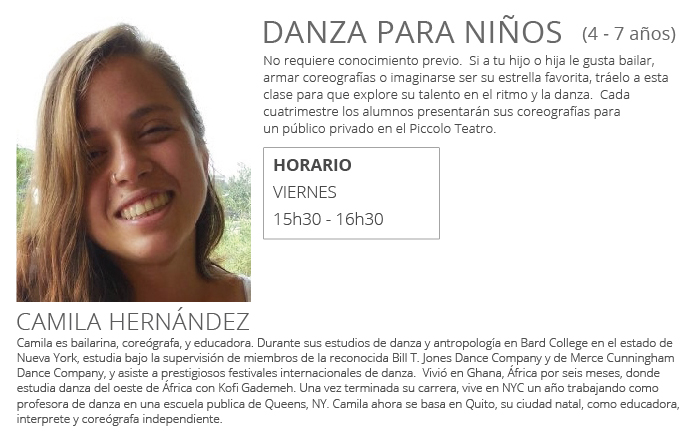 DANZA PARA NIÑOS (4 - 7 años)
No requiere conocimiento previo. Si a tu hijo o hija le gusta bailar,
armar coreografías o imaginarse ser su estrella favorita, tráelo a esta
clase para que explore su talento en el ritmo y la danza. Cada
cuatrimestre los alumnos presentarán sus coreografías para
un público privado en el Piccolo Teatro.
HORARIO
VIERNES
15h30 - 16h30
CAMILA HERNÁNDEZ
Camila es bailarina, coreógrafa, y educadora. Durante sus estudios de danza y antropología en Bard College en el estado de
Nueva York, estudia bajo la supervisión de miembros de la reconocida Bill T. Jones Dance Company y de Merce Cunningham
Dance Company, y asiste a prestigiosos festivales internacionales de danza. Vivió en Ghana, África por seis meses, donde
estudia danza del oeste de África con Kofi Gademeh. Una vez terminada su carrera, vive en NYC un año trabajando como
profesora de danza en una escuela publica de Queens, NY. Camila ahora se basa en Quito, su ciudad natal, como educadora,
interprete y coreógrafa independiente.